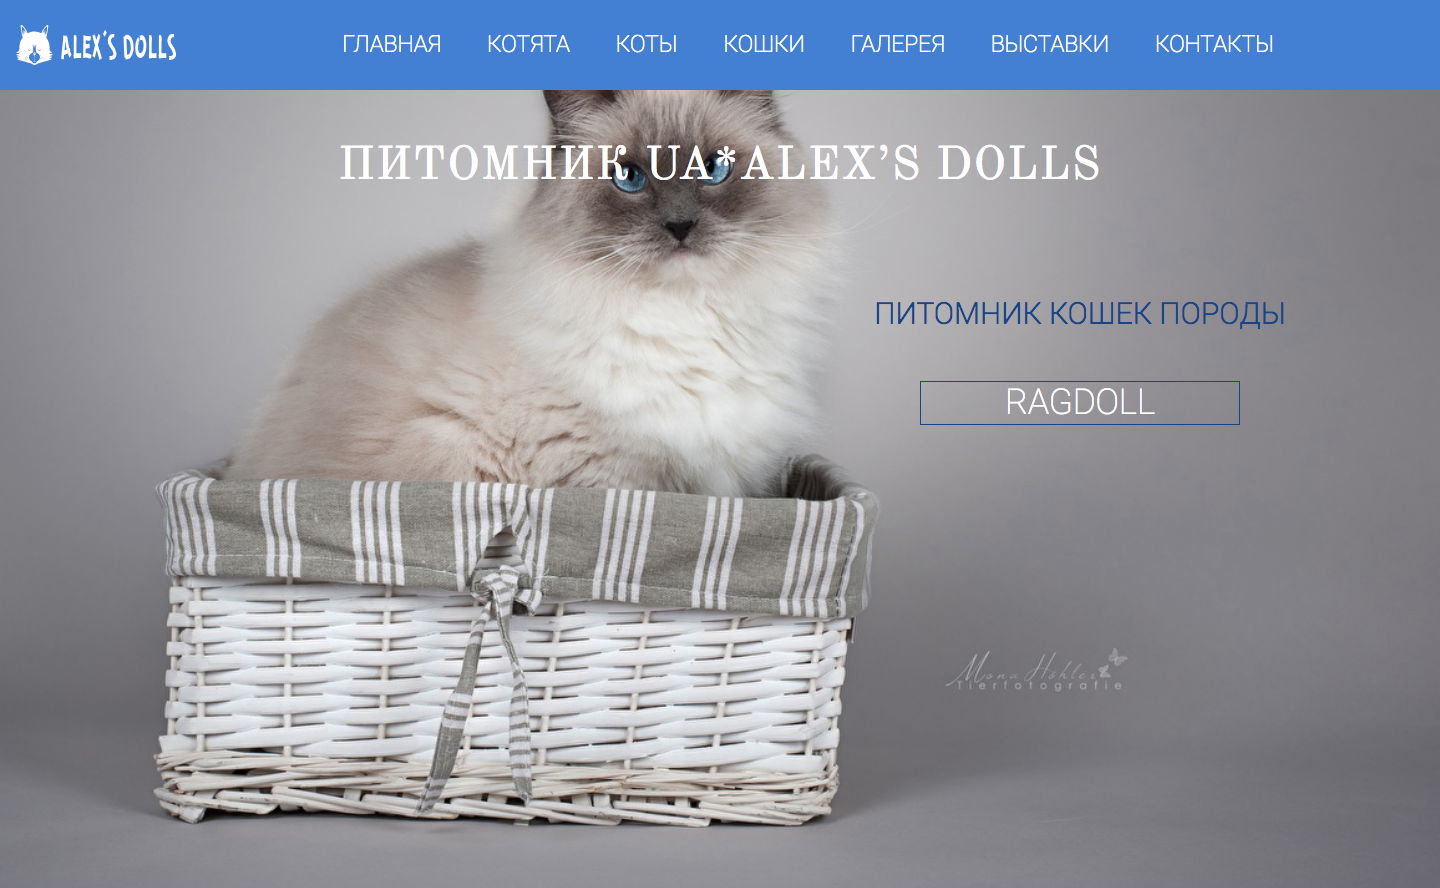 ALEX'S DOLLS
ГЛАВНАЯ КОТЯТА КОТЫ КОШКИ ГАЛЕРЕЯ ВЫСТАВКИ КОНТАКТЫ
ПИТОМНИК UA*ALEX’S DOLLS
ПИТОМНИК КОШЕК ПОРОДЫ
RAGDOLL
Mona Höhler
Tierfotografie